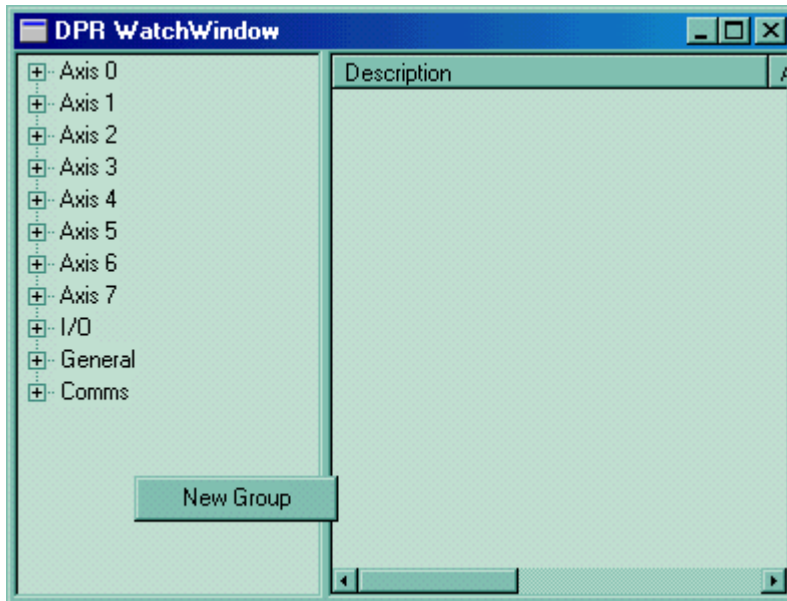 DPR WatchWindow
Axis 0
Axis 1
Axis 2
Axis 3
Axis 4
Axis 5
Axis 6
Axis 7
I/O
General
Comms
New Group
Description